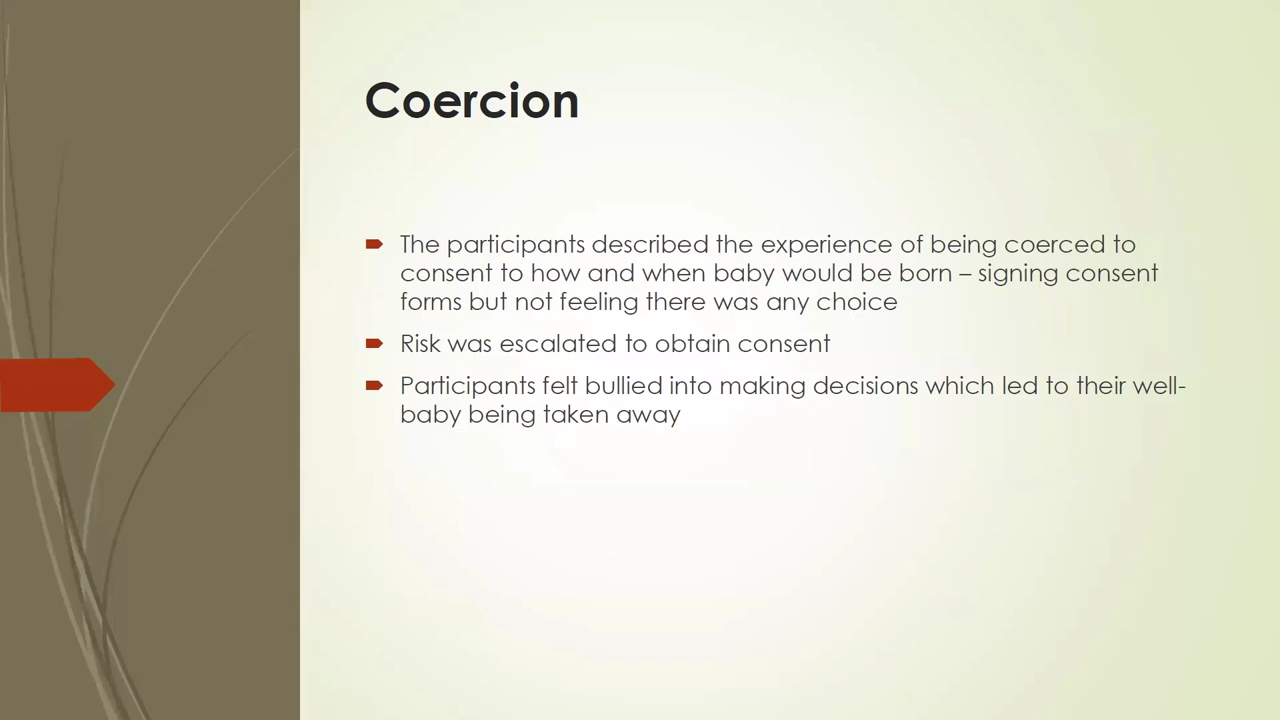 Coercion
The participants described the experience of being coerced to
consent to how and when baby would be born – signing consent
forms but not feeling there was any choice
Risk was escalated to obtain consent
Participants felt bullied into making decisions which led to their well-
baby being taken away